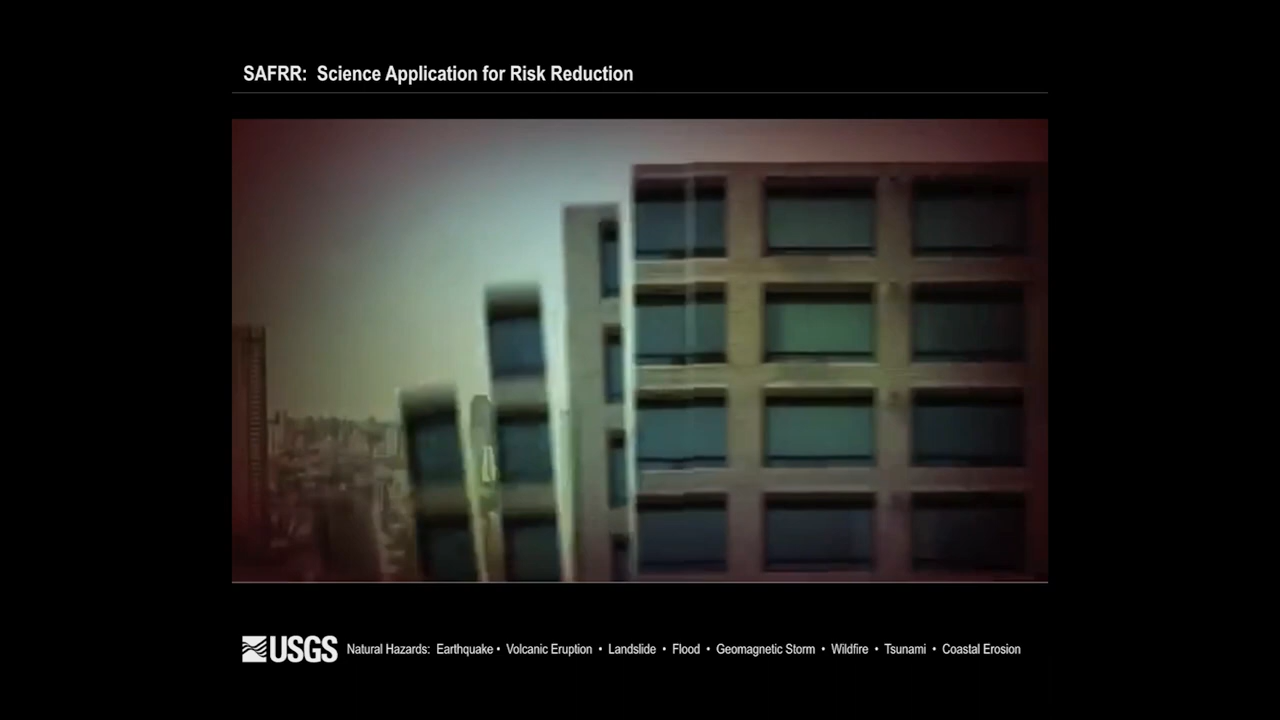 SAFRR: Science Application for Risk Reduction
USGS Natural Hazards: Earthquake • Volcanic Eruption • Landslide • Flood • Geomagnetic Storm • Wildfire • Tsunami • Coastal Erosion